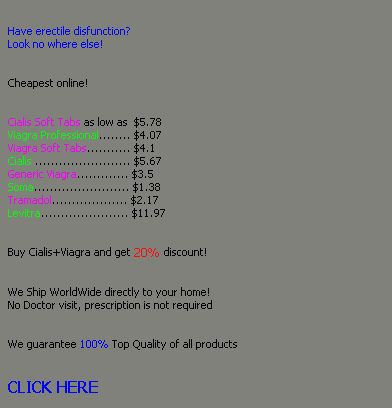 Have erectile disfunction?
Look no where else!
Cheapest online!
Cialis Soft Tabs as low as $5.78
Viagra Professional........ $4.07
Viagra Soft Tabs........... $4.1
Cialis ........................ $5.67
Generic Viagra............. $3.5
Soma........................ $1.38
Tramadol................... $2.17
Levitra...................... $11.97
Buy Cialis+Viagra and get 20% discount!
We Ship WorldWide directly to your home!
No Doctor visit, prescription is not required
We guarantee 100% Top Quality of all products
CLICK HERE